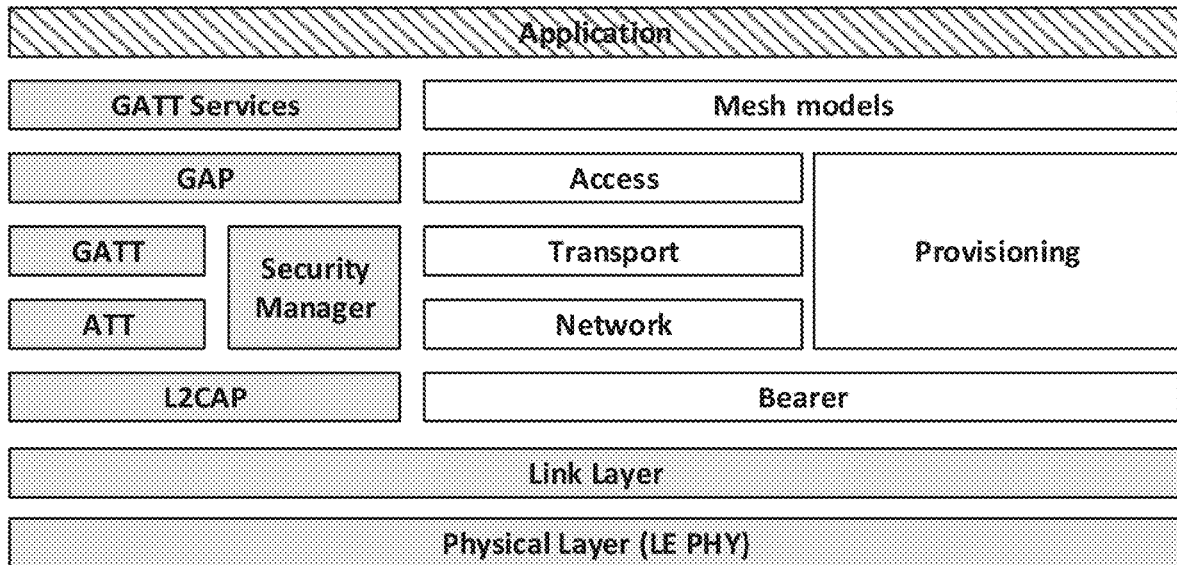 Application
GATT Services
Mesh models
GAP
Access
GATT
Security
Manager
Transport
Provisioning
ATT
Network
L2CAP
Bearer
Link Layer
Physical Layer (LE PHY)